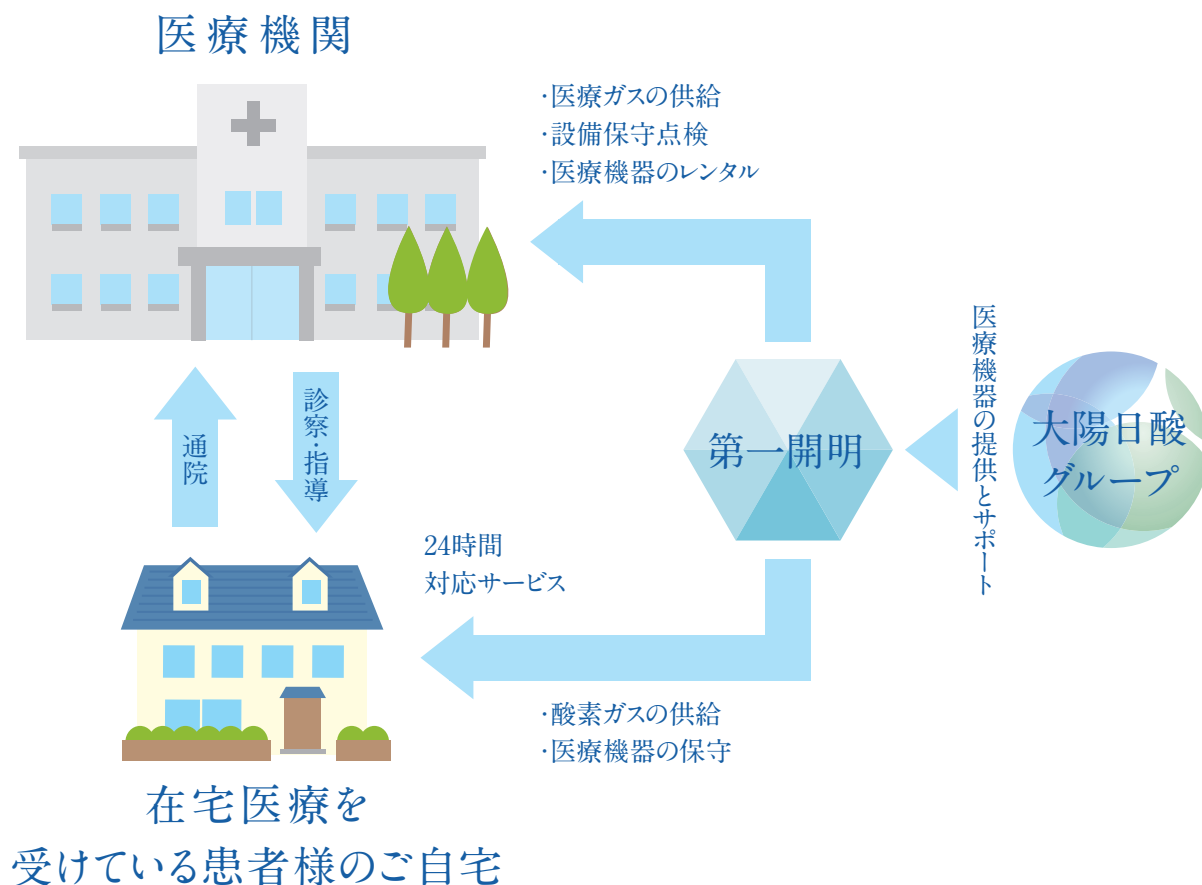 医療機関
・医療ガスの供給
・設備保守点検
・医療機器のレンタル
医療機器の提供とサポート
大陽日酸
グループ
第一開明
通院
診察・指導
24時間
対応サービス
・酸素ガスの供給
・医療機器の保守
在宅医療を
受けている患者様のご自宅